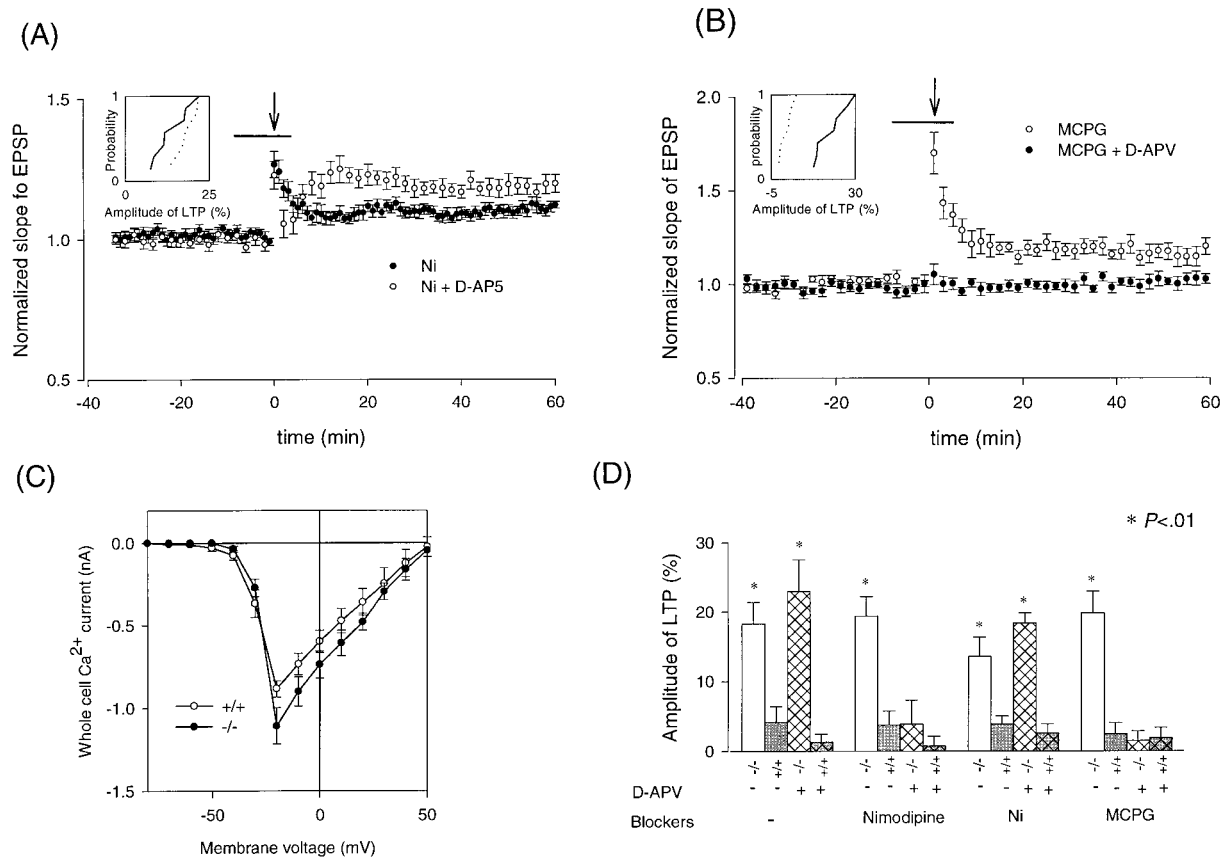 (A)
Normalized slope fo EPSP
1.5
1.0
0.5
Probability
1
0
0
25
Amplitude of LTP (%)
Ni
Ni + D-AP5
-40 -20 0 20 40 60
time (min)
(B)
Normalized slope of EPSP
2.0
1.5
1.0
0.5
Probability
1
0
-5
30
Amplitude of LTP (%)
MCPG
MCPG + D-APV
-40 -20 0 20 40 60
time (min)
(C)
Whole cell Ca2+ current (nA)
0.0
-0.5
-1.0
-1.5
+/+
-/-
-50 0 50
Membrane voltage (mV)
(D)
* P<.01
Amplitude of LTP (%)
30
20
10
0
* * * * * *
-/- +/+ -/- +/+ -/- +/+ -/- +/+ -/- +/+ -/- +/+ -/- +/+ -/- +/+
D-APV - - + + - - + + - - + + - - + +
Blockers - Nimodipine Ni MCPG